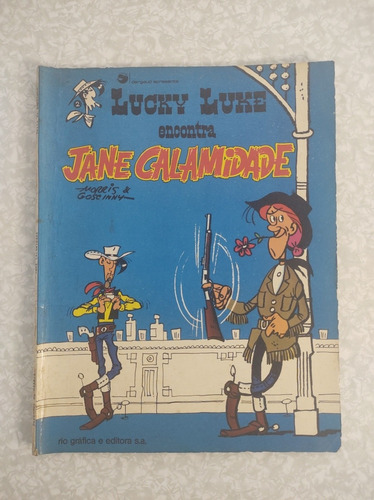 LUCKY LUKE
encontra
JANE CALAMIDADE
MORRIS &
GOSCINNY
rio gráfica e editora s.a.